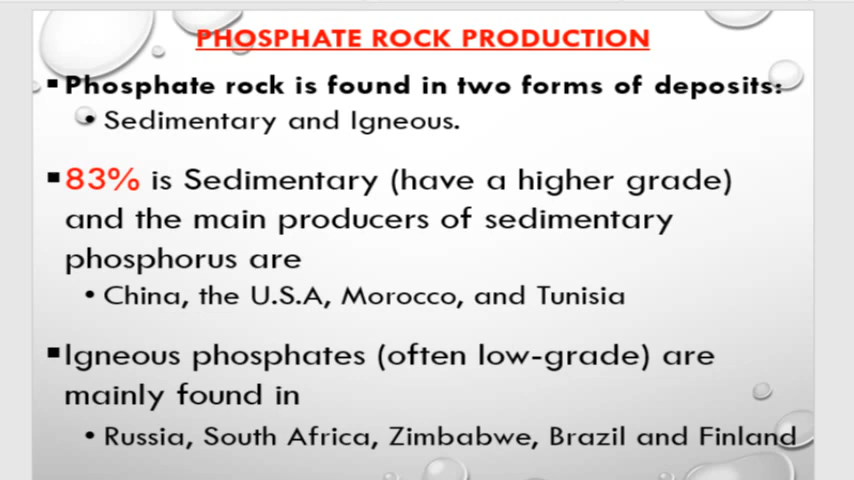 PHOSPHATE ROCK PRODUCTION
▪Phosphate rock is found in two forms of deposits:
• Sedimentary and Igneous.
▪83% is Sedimentary (have a higher grade)
and the main producers of sedimentary
phosphorus are
• China, the U.S.A, Morocco, and Tunisia
▪Igneous phosphates (often low-grade) are
mainly found in
• Russia, South Africa, Zimbabwe, Brazil and Finland